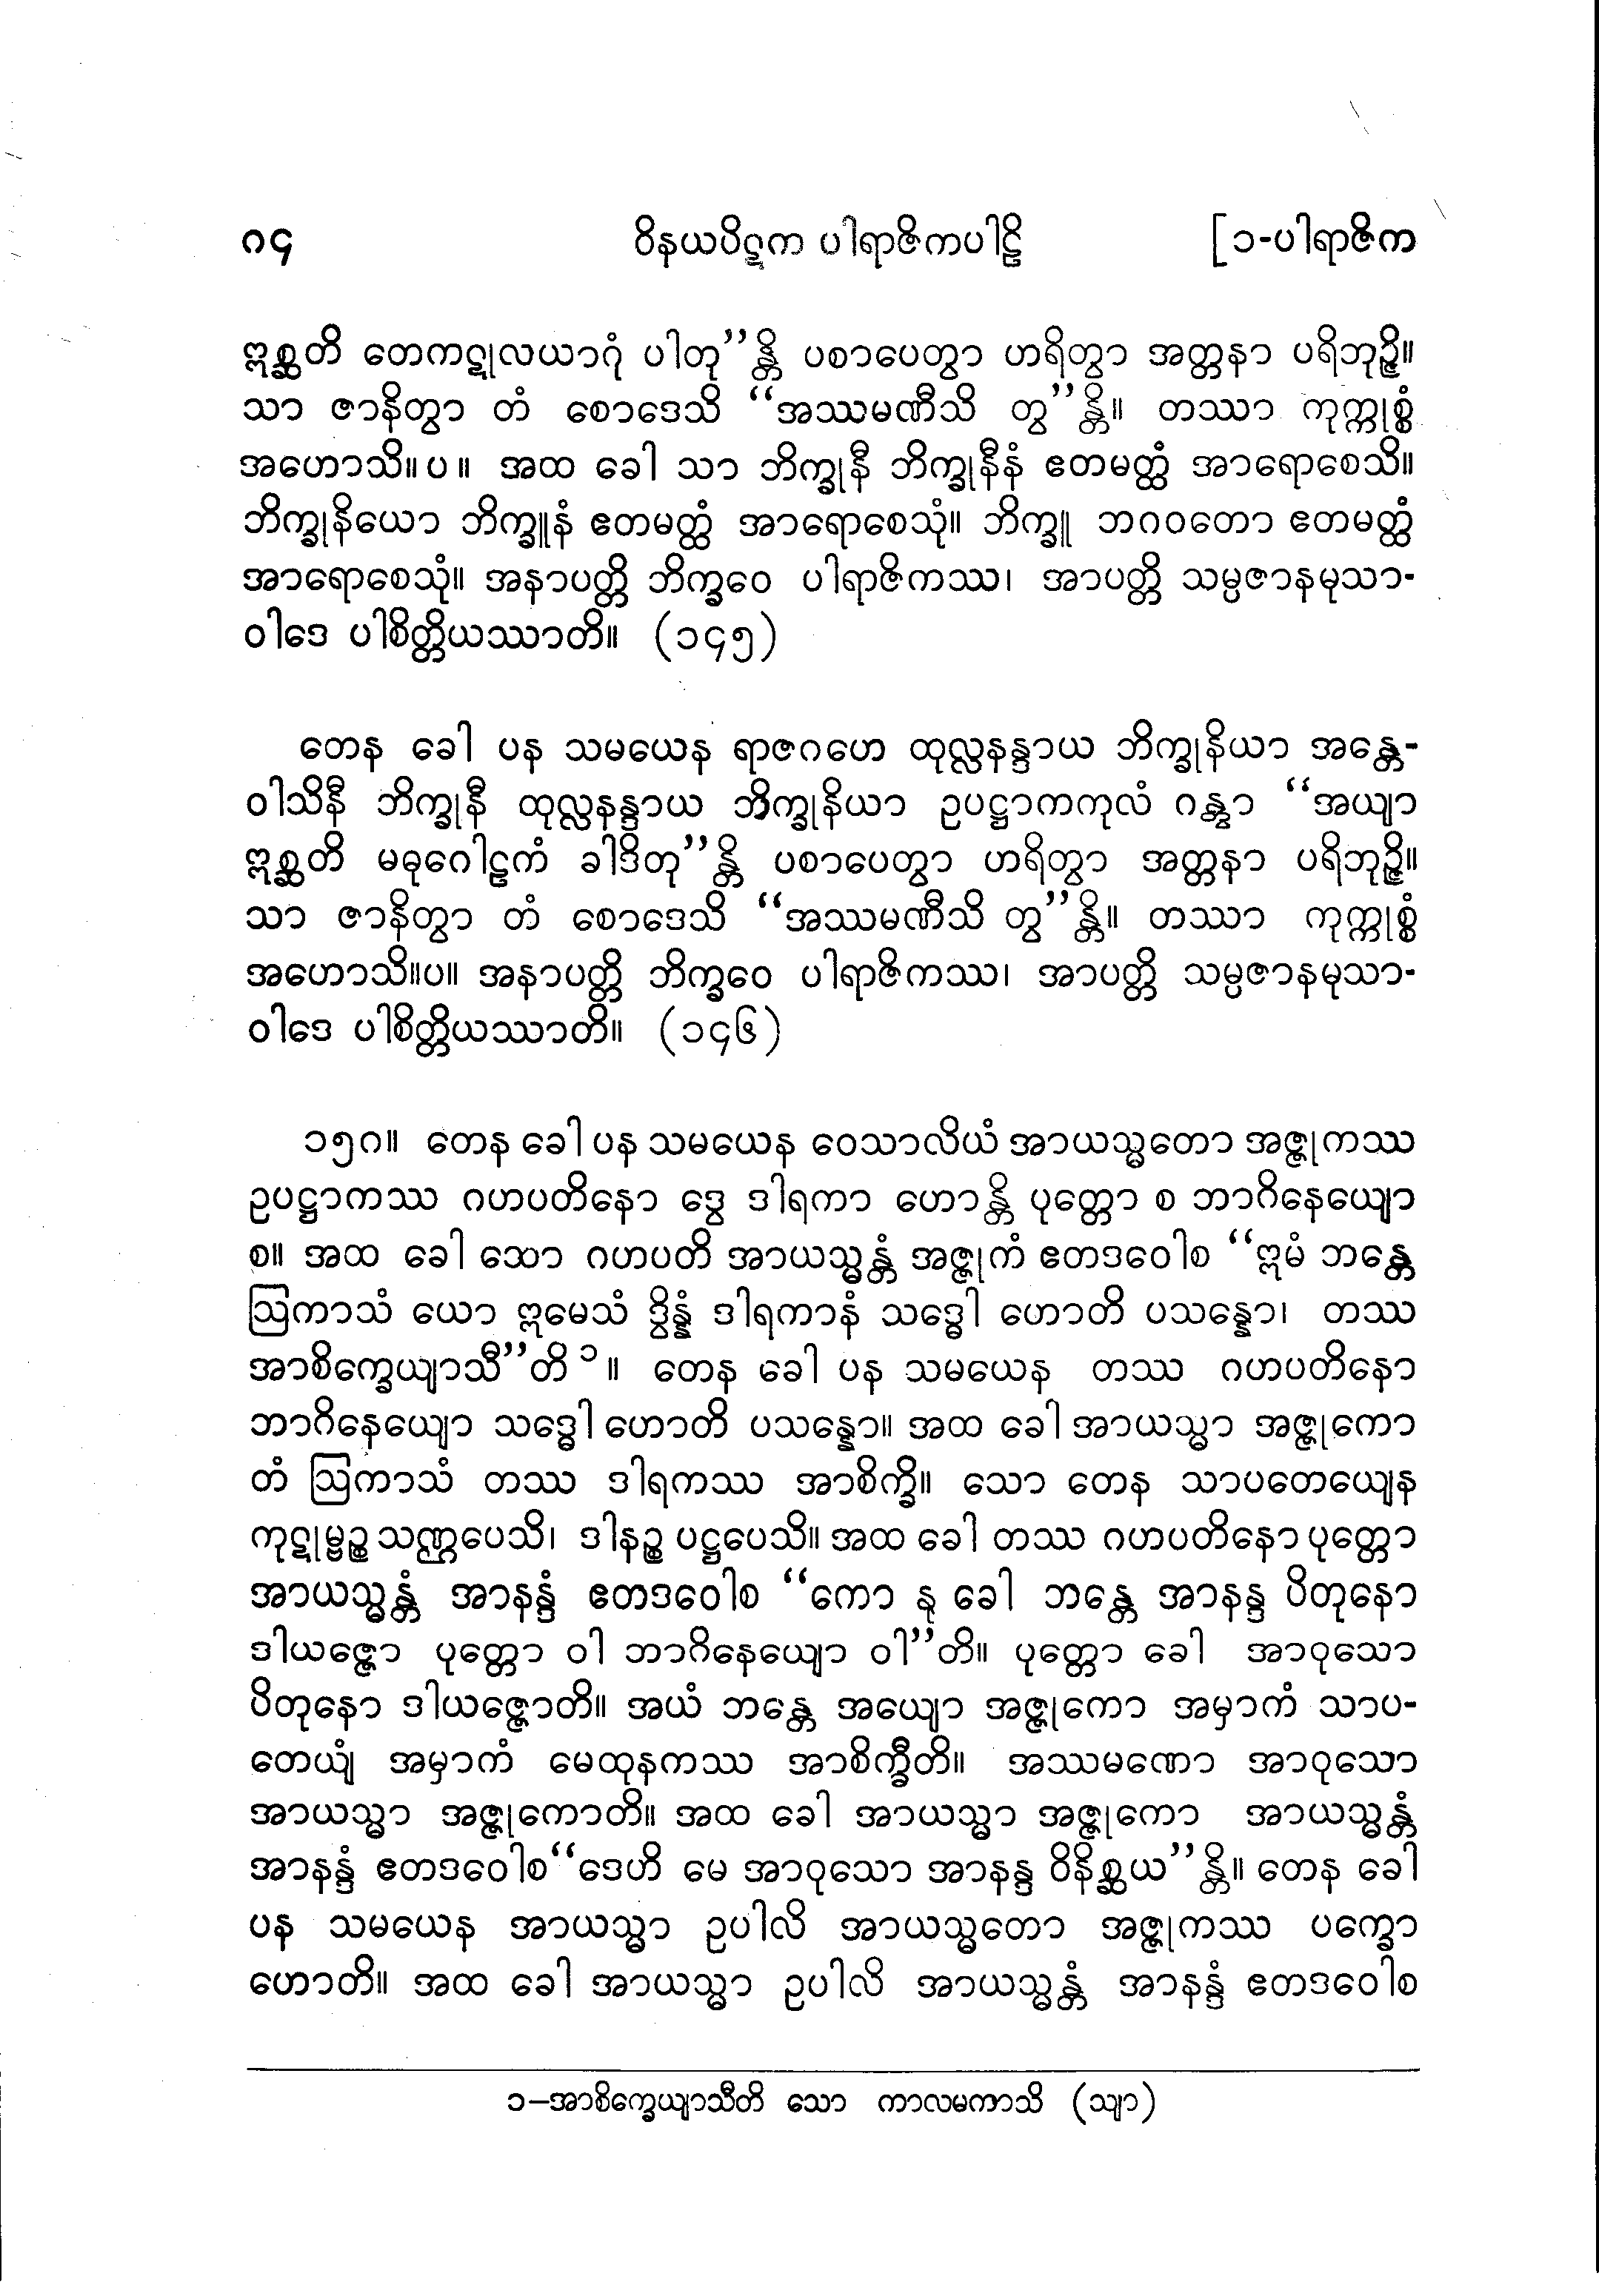 ၈၄ ဝိနယပိဋက ပါရာဇိကပါဠိ [၁-ပါရာဇိက
ဣစ္ဆတိ တေကဋုလယာဂုံ ပါတု’’န္တိ ပစာပေတွာ ဟရိတွာ အတ္တနာ ပရိဘုဉ္ဇိ။
သာ ဇာနိတွာ တံ စောဒေသိ ‘‘အဿမဏီသိ တွ’’န္တိ။ တဿာ ကုက္ကုစ္စံ
အဟောသိ။ပ။ အထ ခေါ သာ ဘိက္ခုနီ ဘိက္ခုနီနံ ဧတမတ္ထံ အာရောစေသိ။
ဘိက္ခုနိယော ဘိက္ခူနံ ဧတမတ္ထံ အာရောစေသုံ။ ဘိက္ခူ ဘဂဝတော ဧတမတ္ထံ
အာရောစေသုံ။ အနာပတ္တိ ဘိက္ခဝေ ပါရာဇိကဿ၊ အာပတ္တိ သမ္ပဇာနမုသာ-
ဝါဒေ ပါစိတ္တိယဿာတိ။ (၁၄၅)
တေန ခေါ ပန သမယေန ရာဇဂဟေ ထုလ္လနန္ဒာယ ဘိက္ခုနိယာ အန္တေ-
ဝါသိနီ ဘိက္ခုနီ ထုလ္လနန္ဒာယ ဘိက္ခုနိယာ ဥပဋ္ဌာကကုလံ ဂန္တွာ ‘‘အယျာ
ဣစ္ဆတိ မဓုဂေါဠကံ ခါဒိတု’’န္တိ ပစာပေတွာ ဟရိတွာ အတ္တနာ ပရိဘုဉ္ဇိ။
သာ ဇာနိတွာ တံ စောဒေသိ ‘‘အဿမဏီသိ တွ’’န္တိ။ တဿာ ကုက္ကုစ္စံ
အဟောသိ။ပ။ အနာပတ္တိ ဘိက္ခဝေ ပါရာဇိကဿ၊ အာပတ္တိ သမ္ပဇာနမုသာ-
ဝါဒေ ပါစိတ္တိယဿာတိ။ (၁၄၆)
၁၅၈။ တေန ခေါ ပန သမယေန ဝေသာလိယံ အာယသ္မတော အဇ္ဇုကဿ
ဥပဋ္ဌာကဿ ဂဟပတိနော ဒွေ ဒါရကာ ဟောန္တိ ပုတ္တော စ ဘာဂိနေယျော
စ။ အထ ခေါ သော ဂဟပတိ အာယသ္မန္တံ အဇ္ဇုကံ ဧတဒဝေါစ ‘‘ဣမံ ဘန္တေ
ဩကာသံ ယော ဣမေသံ ဒွိန္နံ ဒါရကာနံ သဒ္ဓေါ ဟောတိ ပသန္နော၊ တဿ
အာစိက္ခေယျာသီ’’တိ ၁။ တေန ခေါ ပန သမယေန တဿ ဂဟပတိနော
ဘာဂိနေယျော သဒ္ဓေါ ဟောတိ ပသန္နော။ အထ ခေါ အာယသ္မာ အဇ္ဇုကော
တံ ဩကာသံ တဿ ဒါရကဿ အာစိက္ခိ။ သော တေန သာပတေယျေန
ကုဋုမ္ဗဉ္စ သဏ္ဌပေသိ၊ ဒါနဉ္စ ပဋ္ဌပေသိ။ အထ ခေါ တဿ ဂဟပတိနော ပုတ္တော
အာယသ္မန္တံ အာနန္ဒံ ဧတဒဝေါစ ‘‘ကော နု ခေါ ဘန္တေ အာနန္ဒ ပိတုနော
ဒါယဇ္ဇော ပုတ္တော ဝါ ဘာဂိနေယျော ဝါ’’တိ။ ပုတ္တော ခေါ အာဝုသော
ပိတုနော ဒါယဇ္ဇောတိ။ အယံ ဘန္တေ အယျော အဇ္ဇုကော အမှာကံ သာပ-
တေယျံ အမှာကံ မေထုနကဿ အာစိက္ခီတိ။ အဿမဏော အာဝုသော
အာယသ္မာ အဇ္ဇုကောတိ။ အထ ခေါ အာယသ္မာ အဇ္ဇုကော အာယသ္မန္တံ
အာနန္ဒံ ဧတဒဝေါစ ‘‘ဒေဟိ မေ အာဝုသော အာနန္ဒ ဝိနိစ္ဆယ’’န္တိ။ တေန ခေါ
ပန သမယေန အာယသ္မာ ဥပါလိ အာယသ္မတော အဇ္ဇုကဿ ပက္ခော
ဟောတိ။ အထ ခေါ အာယသ္မာ ဥပါလိ အာယသ္မန္တံ အာနန္ဒံ ဧတဒဝေါစ
၁–အာစိက္ခေယျာသီတိ သော ကာလမကာသိ (သျာ)